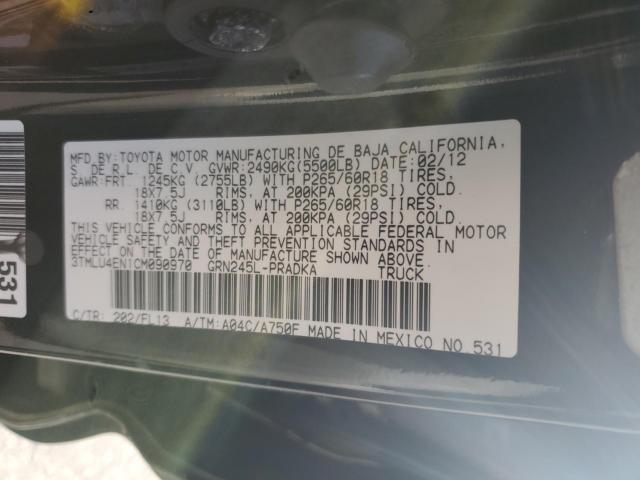 MFD.BY:TOYOTA MOTOR MANUFACTURING DE BAJA CALIFORNIA,
S. DE R.L. DE C.V. GVWR:2490KG(5500LB) DATE:02/12
GAWR:FRT. 1245KG (2755LB) WITH P265/60R18 TIRES,
18X7.5J RIMS, AT 200KPA (29PSI) COLD.
RR. 1410KG (3110LB) WITH P265/60R18 TIRES,
18X7.5J RIMS, AT 200KPA (29PSI) COLD.
THIS VEHICLE CONFORMS TO ALL APPLICABLE FEDERAL MOTOR
VEHICLE SAFETY AND THEFT PREVENTION STANDARDS IN
EFFECT ON THE DATE OF MANUFACTURE SHOWN ABOVE.
3TMLU4EN1CM090970 GRN245L-PRADKA TRUCK
C/TR: 202/FL13 A/TM:A04C/A750F MADE IN MEXICO NO 531
531